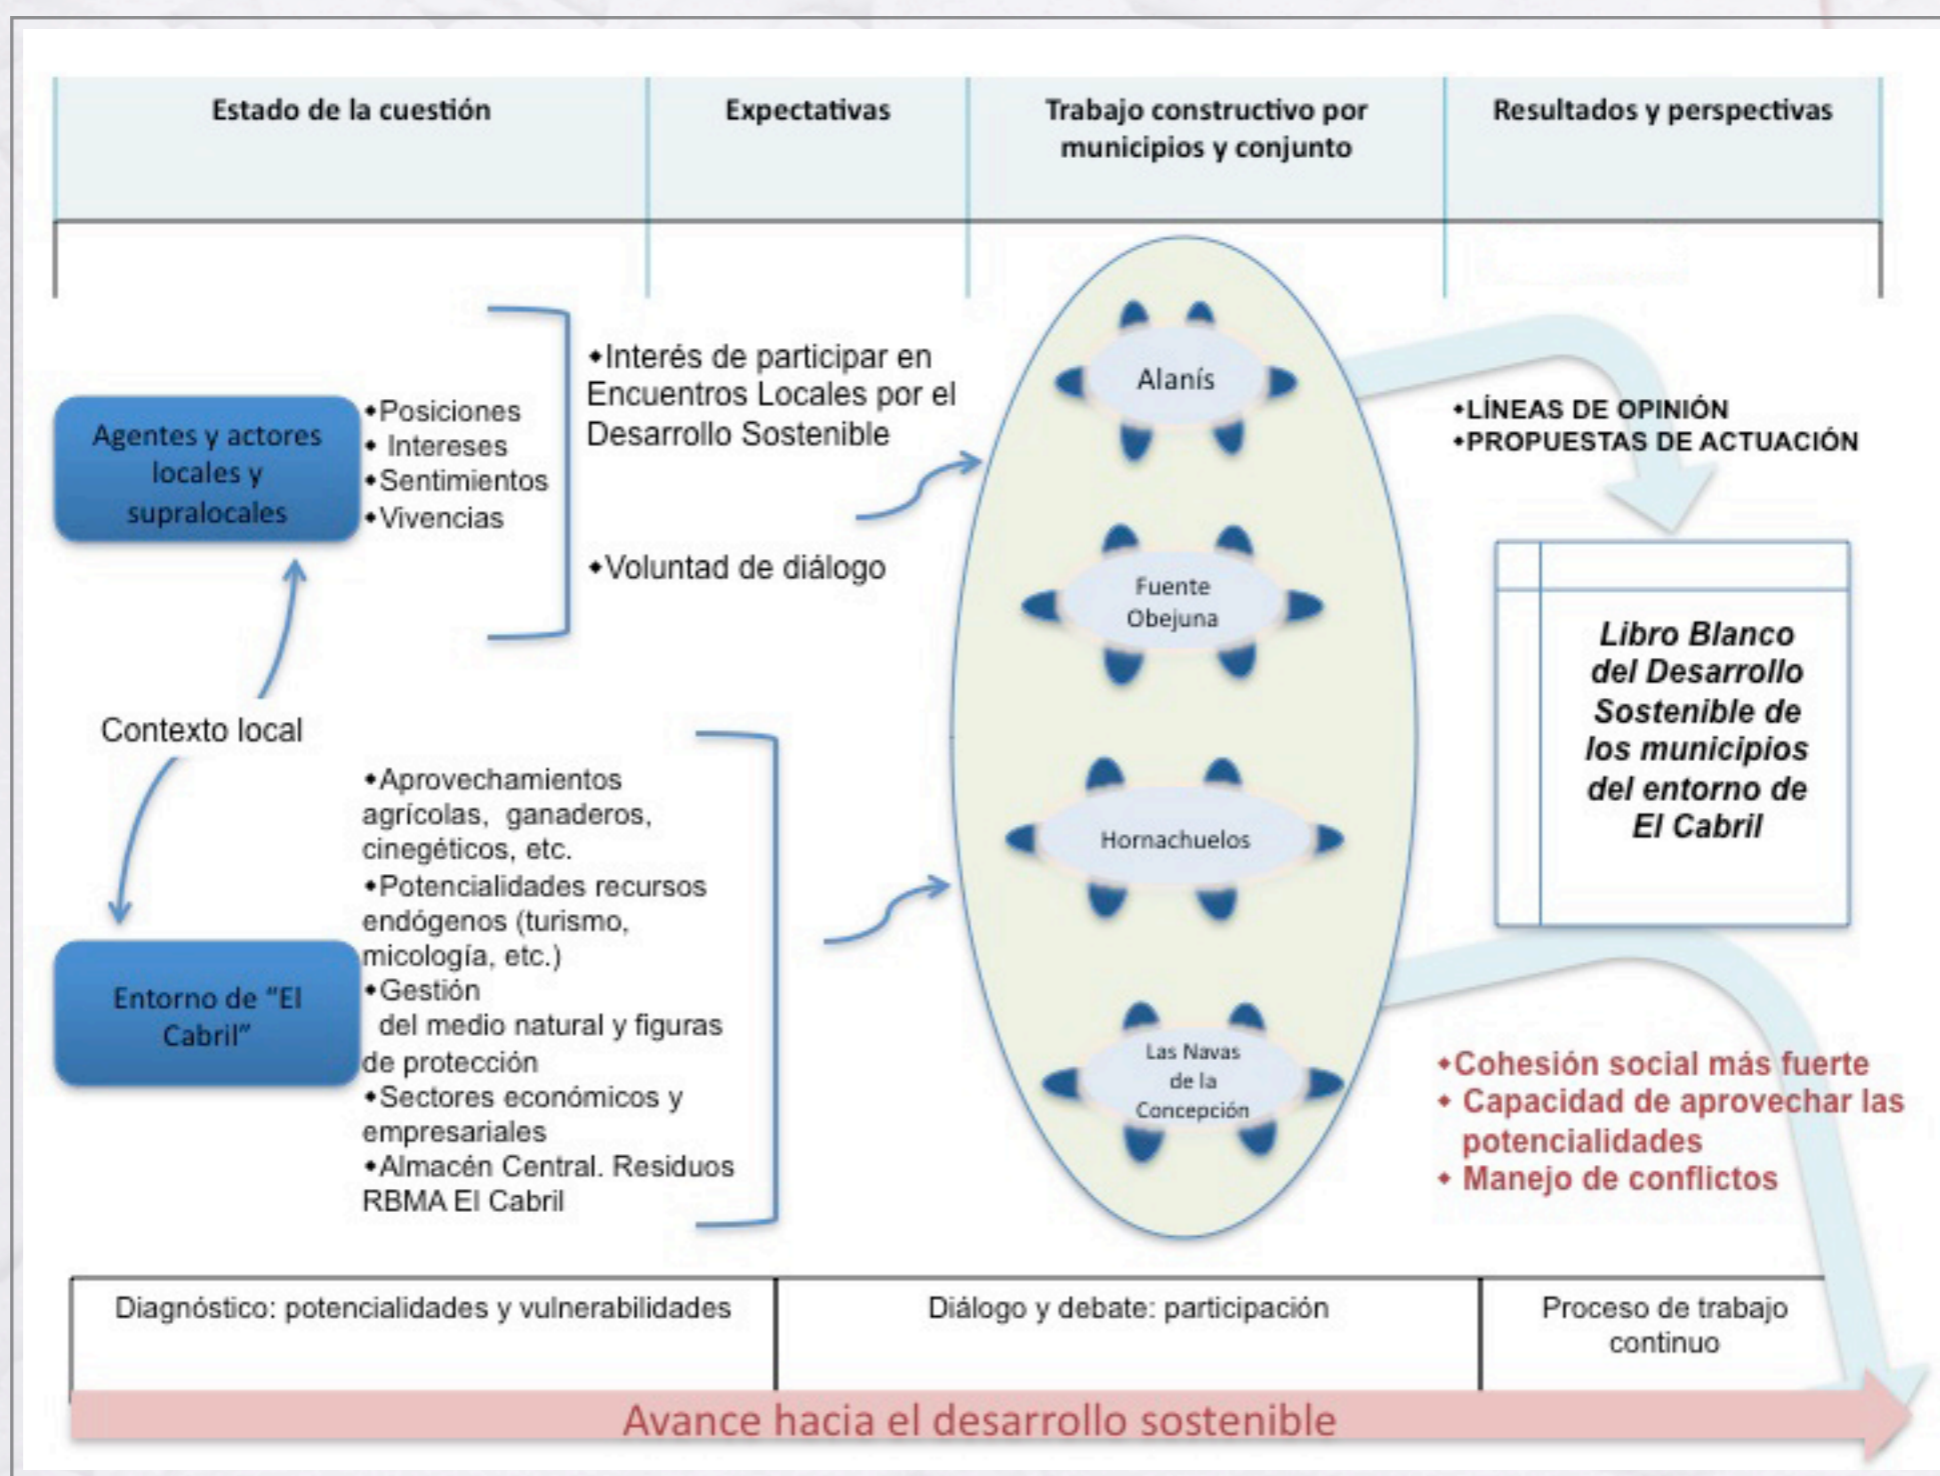 Estado de la cuestión
Expectativas
Trabajo constructivo por
municipios y conjunto
Resultados y perspectivas
Agentes y actores
locales y
supralocales
◆Posiciones
◆ Intereses
◆Sentimientos
◆Vivencias
◆Interés de participar en
Encuentros Locales por el
Desarrollo Sostenible
◆Voluntad de diálogo
Contexto local
Entorno de "El
Cabril"
◆Aprovechamientos
agrícolas, ganaderos,
cinegéticos, etc.
◆Potencialidades recursos
endógenos (turismo,
micología, etc.)
◆Gestión
del medio natural y figuras
de protección
◆Sectores económicos y
empresariales
◆Almacén Central. Residuos
RBMA El Cabril
Alanís
Fuente
Obejuna
Hornachuelos
Las Navas
de la
Concepción
◆LÍNEAS DE OPINIÓN
◆PROPUESTAS DE ACTUACIÓN
Libro Blanco
del Desarrollo
Sostenible de
los municipios
del entorno de
El Cabril
◆Cohesión social más fuerte
◆ Capacidad de aprovechar las
potencialidades
◆ Manejo de conflictos
Diagnóstico: potencialidades y vulnerabilidades
Diálogo y debate: participación
Proceso de trabajo
continuo
Avance hacia el desarrollo sostenible